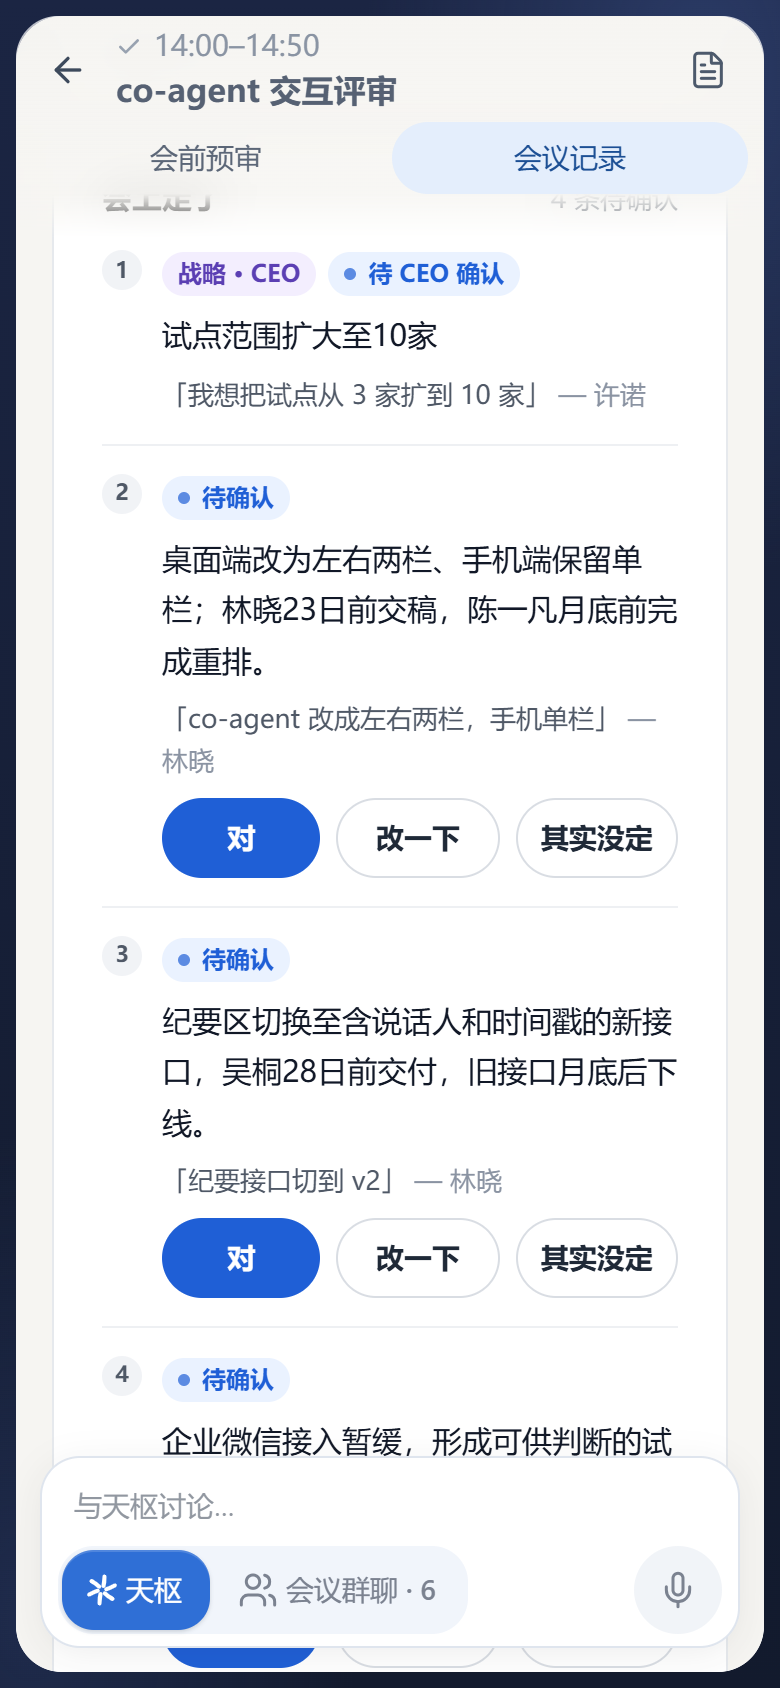 14:00–14:50
co-agent 交互评审
会前预审
会议记录
会上定了
4 条待确认
1
战略 • CEO
待 CEO 确认
试点范围扩大至10家
「我想把试点从 3 家扩到 10 家」 — 许诺
2
待确认
桌面端改为左右两栏、手机端保留单
栏；林晓23日前交稿，陈一凡月底前完
成重排。
「co-agent 改成左右两栏，手机单栏」 —
林晓
对
改一下
其实没定
3
待确认
纪要区切换至含说话人和时间戳的新接
口，吴桐28日前交付，旧接口月底后下
线。
「纪要接口切到 v2」 — 林晓
对
改一下
其实没定
4
待确认
企业微信接入暂缓，形成可供判断的试
与天枢讨论...
天枢
会议群聊 · 6